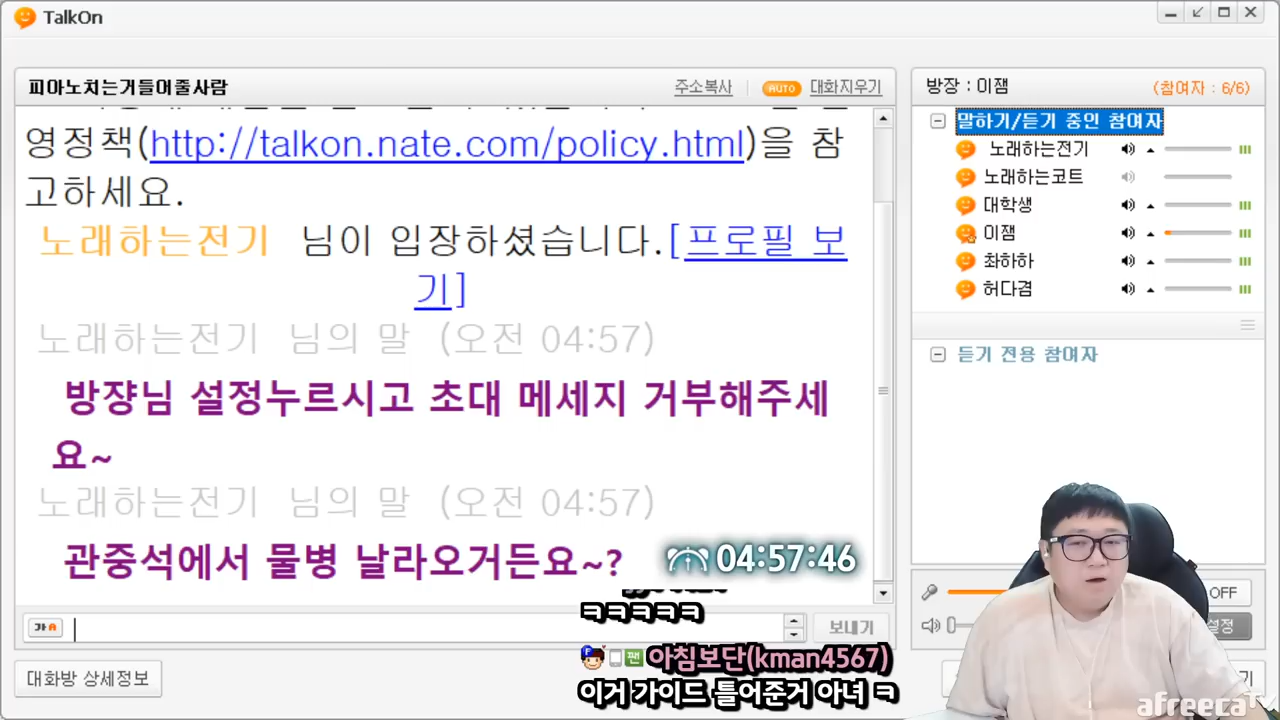 TalkOn
피아노치는거들어줄사람
주소복사
AUTO
대화지우기
영정책(http://talkon.nate.com/policy.html)을 참
고하세요.
노래하는전기 님이 입장하셨습니다.[프로필 보
기]
노래하는전기 님의 말 (오전 04:57)
방쟝님 설정누르시고 초대 메세지 거부해주세
요~
노래하는전기 님의 말 (오전 04:57)
관중석에서 물병 날라오거든요~?
04:57:46
가A
보내기
대화방 상세정보
방장 : 이잼
(참여자 : 6/6)
말하기/듣기 중인 참여자
노래하는전기
노래하는코트
대학생
이잼
촤하하
허다겸
듣기 전용 참여자
OFF
설정
기
ㅋㅋㅋㅋㅋ
F 팬 아침보단(kman4567)
이거 가이드 틀어준거 아녀 ㅋ
afreecaTV